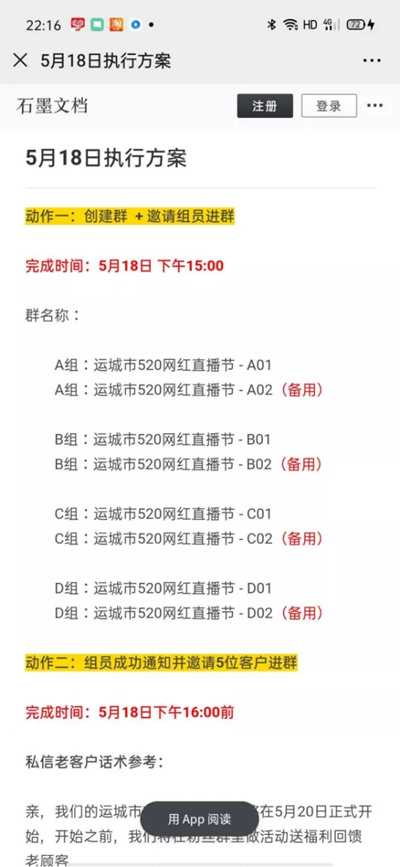 22:16
HD 4G 72
5月18日执行方案
石墨文档 注册 登录
5月18日执行方案
动作一：创建群 + 邀请组员进群
完成时间：5月18日 下午15:00
群名称：
A组：运城市520网红直播节 - A01
A组：运城市520网红直播节 - A02（备用）
B组：运城市520网红直播节 - B01
B组：运城市520网红直播节 - B02（备用）
C组：运城市520网红直播节 - C01
C组：运城市520网红直播节 - C02（备用）
D组：运城市520网红直播节 - D01
D组：运城市520网红直播节 - D02（备用）
动作二：组员成功通知并邀请5位客户进群
完成时间：5月18日下午16:00前
私信老客户话术参考：
亲，我们的运城市 在5月20日正式开
用 App 阅读
始，开始之前，我们将在粉丝群里做活动送福利回馈
老顾客